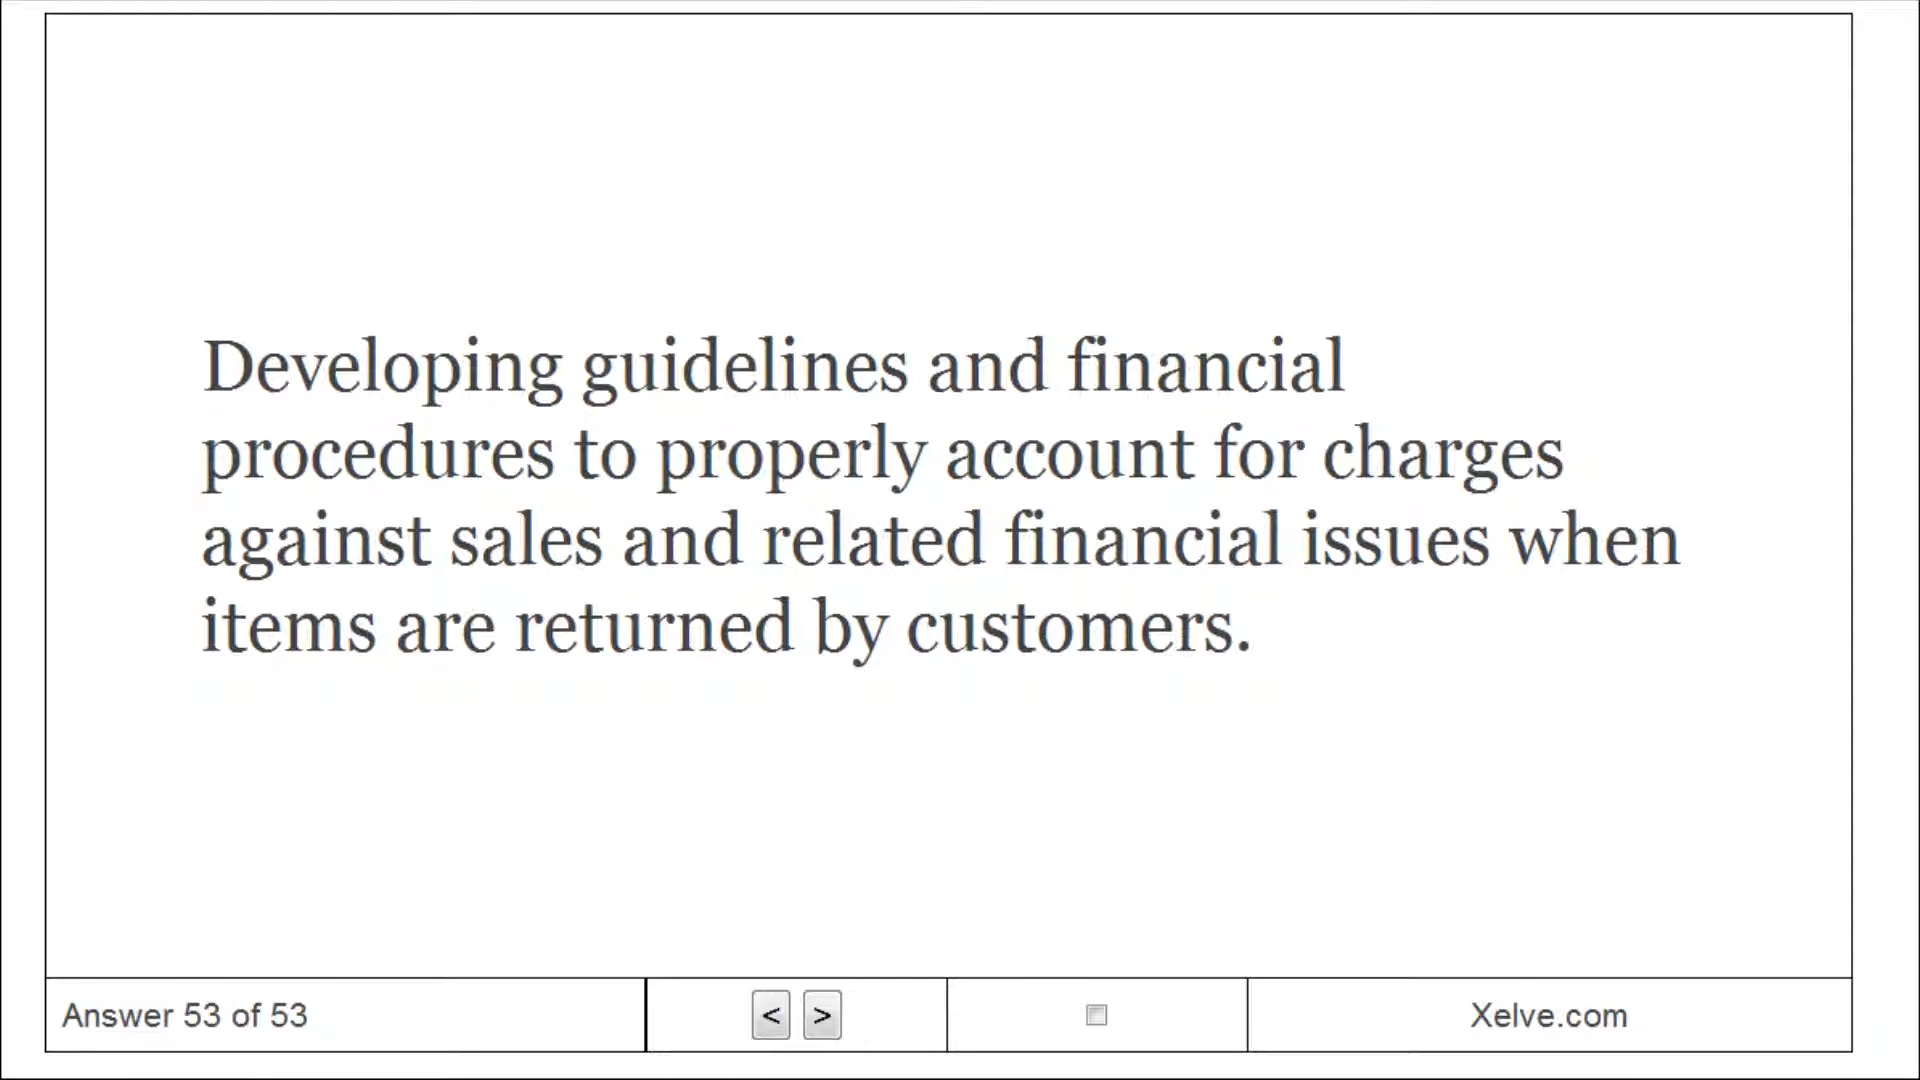 Developing guidelines and financial
procedures to properly account for charges
against sales and related financial issues when
items are returned by customers.
Answer 53 of 53
< >
Xelve.com